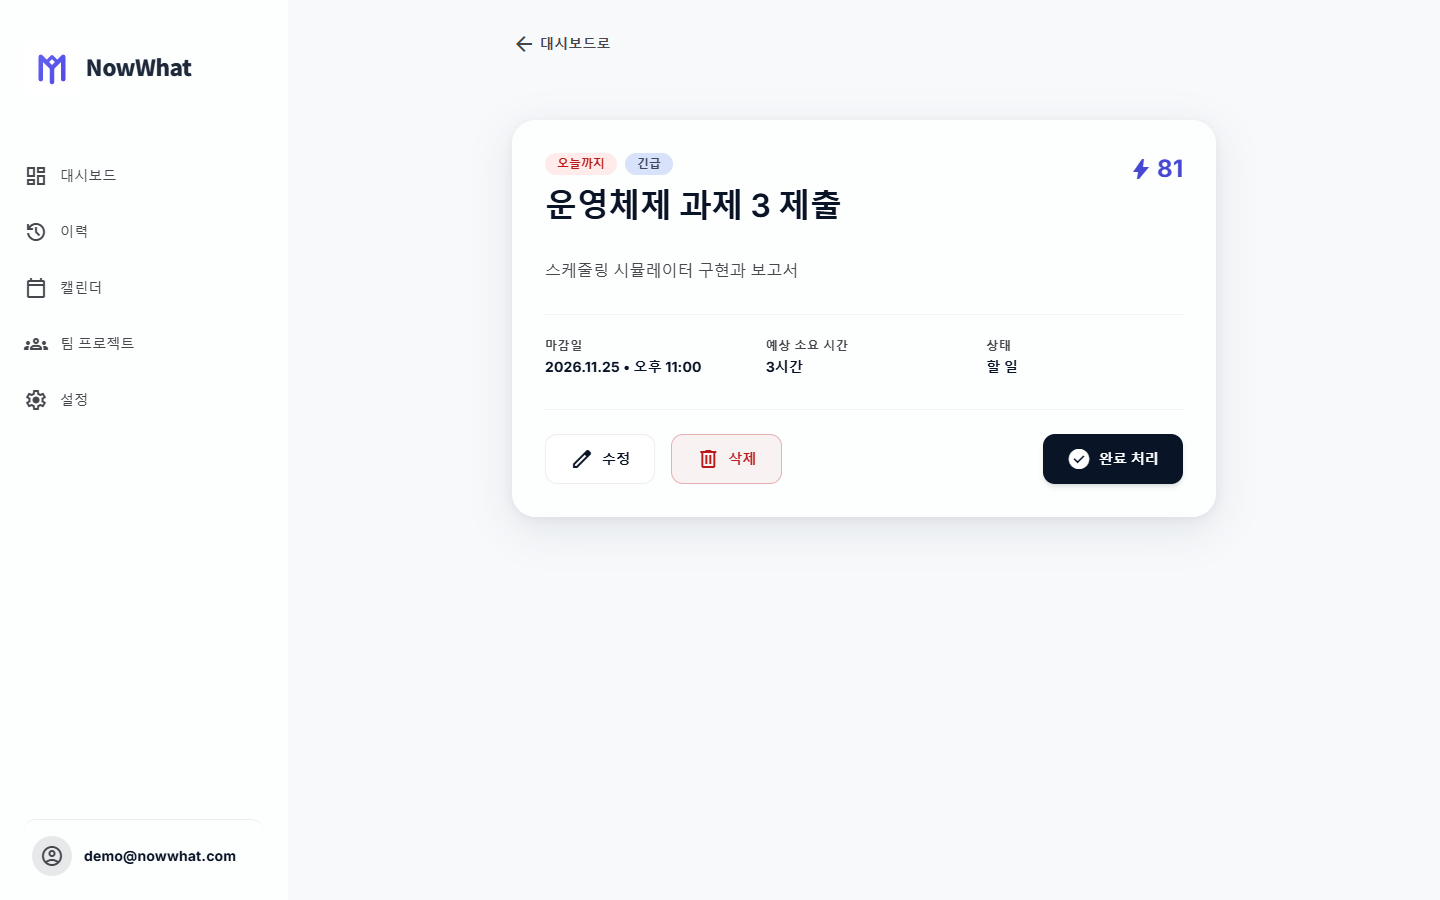 NowWhat
대시보드
이력
캘린더
팀 프로젝트
설정
demo@nowwhat.com
대시보드로
오늘까지 긴급
81
운영체제 과제 3 제출
스케줄링 시뮬레이터 구현과 보고서
마감일 예상 소요 시간 상태
2026.11.25 • 오후 11:00 3시간 할 일
수정 삭제 완료 처리